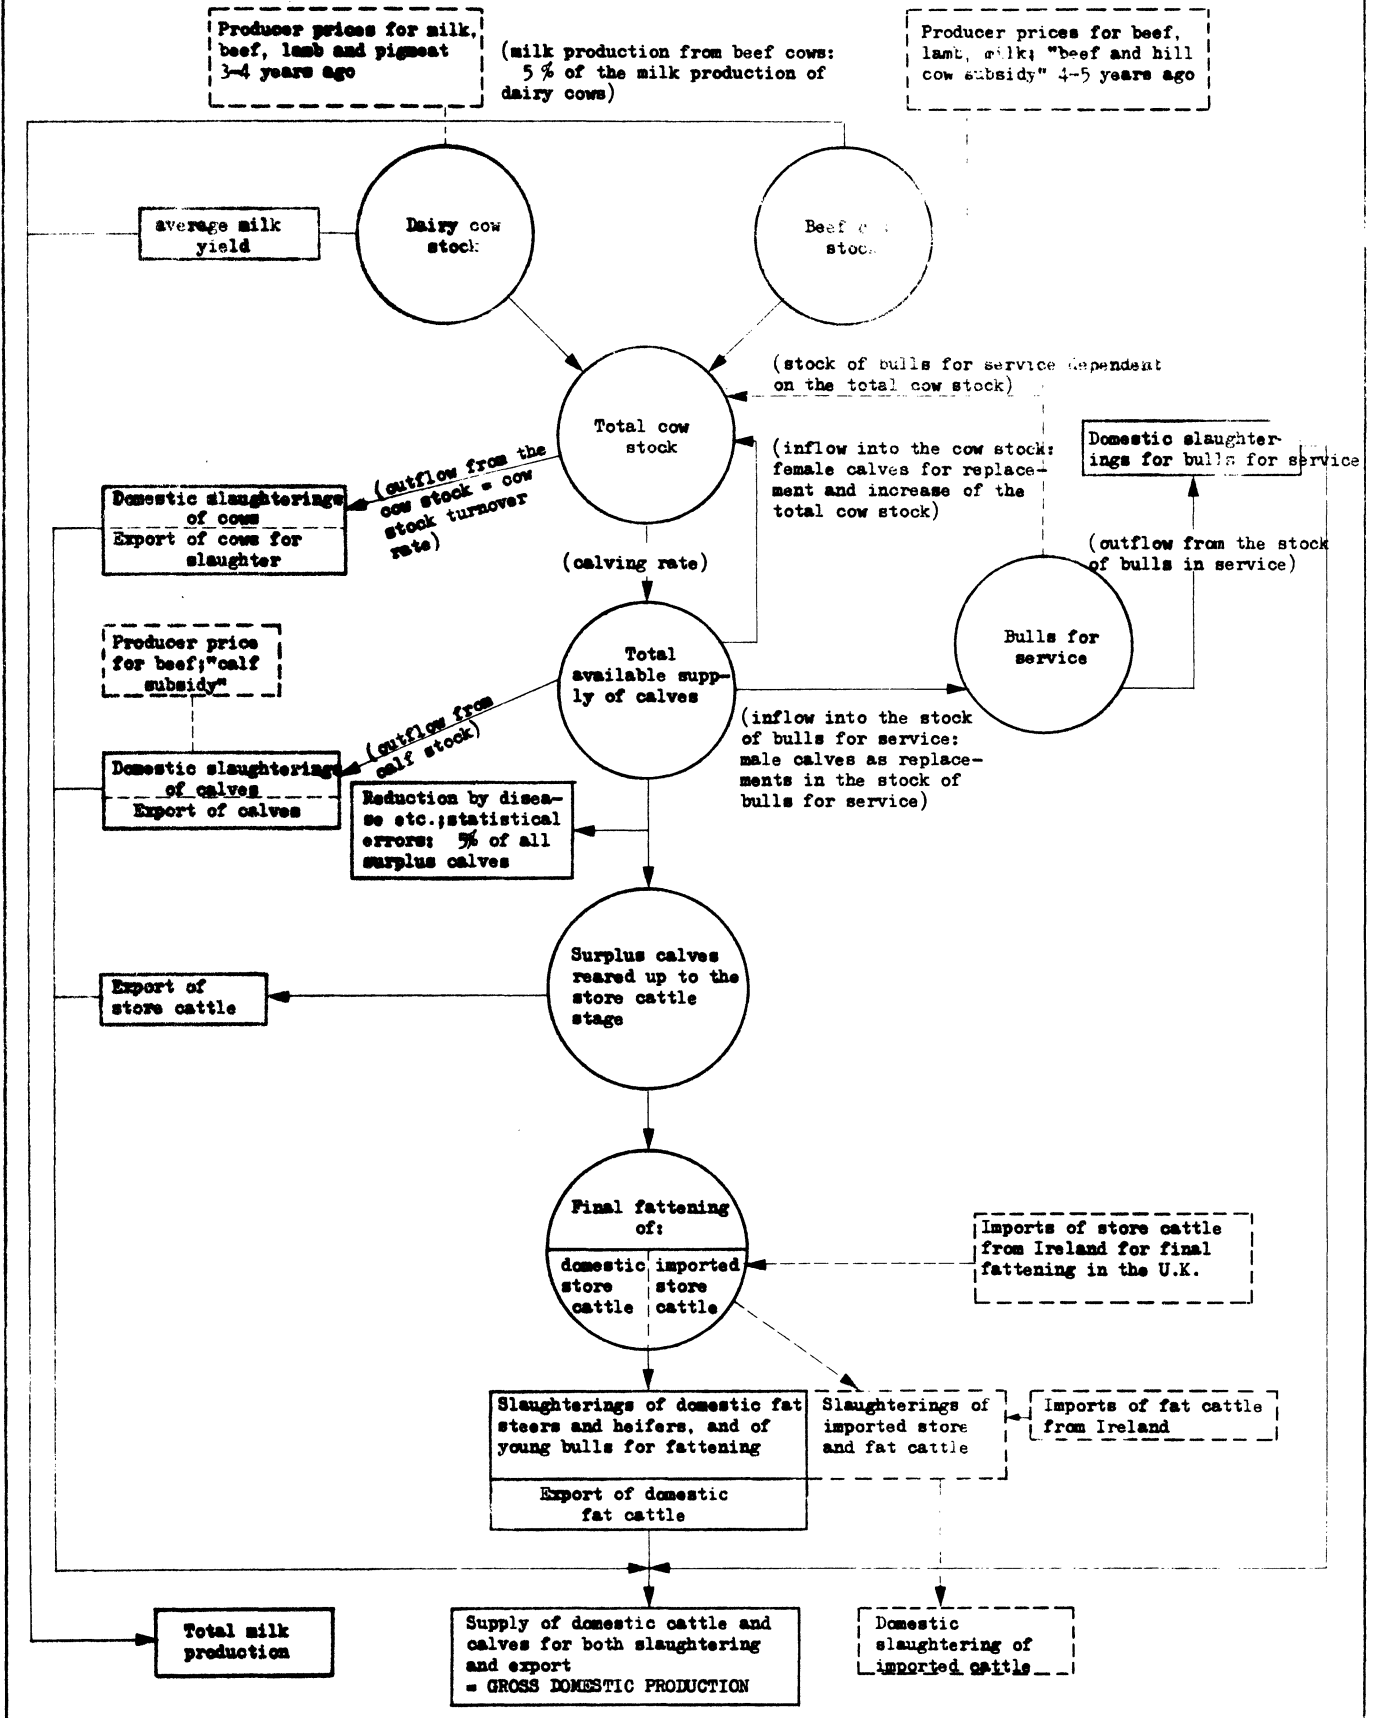 Producer prices for milk,
beef, lamb and pigmeat
3-4 years ago
(milk production from beef cows:
5 % of the milk production of
dairy cows)
Producer prices for beef,
lamb, milk; "beef and hill
cow subsidy" 4-5 years ago
average milk
yield
Dairy cow
stock
Beef
stock
(stock of bulls for service dependent
on the total cow stock)
Total cow
stock
(inflow into the cow stock:
female calves for replace-
ment and increase of the
total cow stock)
Domestic slaughter-
ings for bulls for service
(outflow from the
cow stock = cow
stock turnover
rate)
Domestic slaughterings
of cows
Export of cows for
slaughter
(calving rate)
(outflow from the stock
of bulls in service)
Producer price
for beef;"calf
subsidy"
Total
available supp-
ly of calves
Bulls for
service
(outflow from
calf stock)
(inflow into the stock
of bulls for service:
male calves as replace-
ments in the stock of
bulls for service)
Domestic slaughterings
of calves
Export of calves
Reduction by disea-
se etc.;statistical
errors: 5% of all
surplus calves
Surplus calves
reared up to the
store cattle
stage
Export of
store cattle
Final fattening
of:
domestic
store
cattle
imported
store
cattle
Imports of store cattle
from Ireland for final
fattening in the U.K.
Slaughterings of domestic fat
steers and heifers, and of
young bulls for fattening
Slaughterings of
imported store
and fat cattle
Imports of fat cattle
from Ireland
Export of domestic
fat cattle
Total milk
production
Supply of domestic cattle and
calves for both slaughtering
and export
= GROSS DOMESTIC PRODUCTION
Domestic
slaughtering of
imported cattle